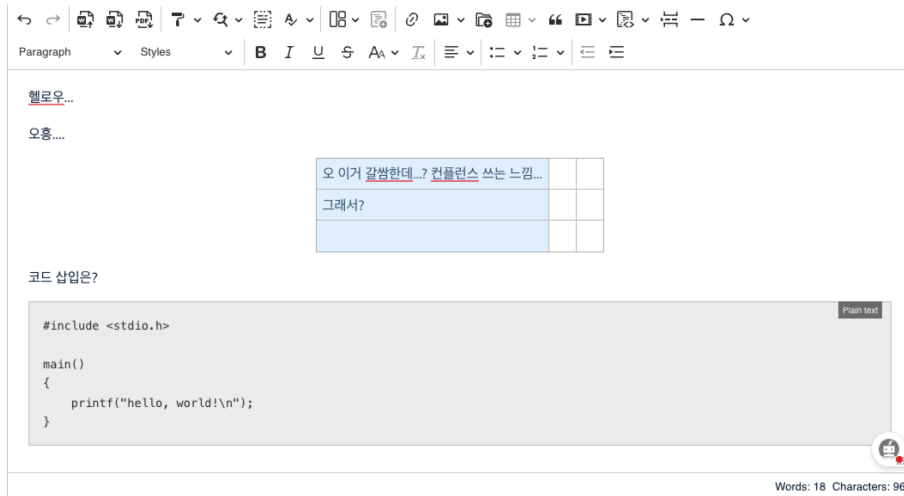 Paragraph Styles
헬로우...
오홍....
오 이거 갈쌈한데...? 컨플런스 쓰는 느낌...
그래서?
코드 삽입은?
Plain text
#include <stdio.h>
main()
{
    printf("hello, world!\n");
}
Words: 18 Characters: 96